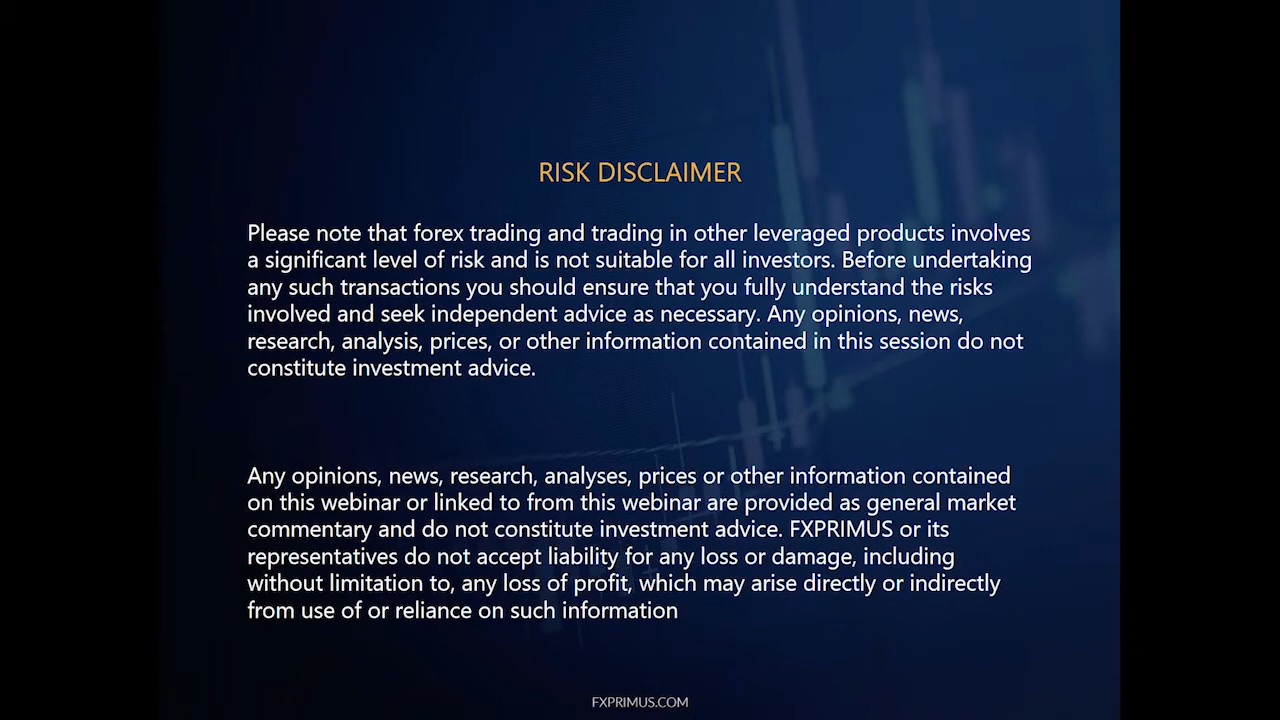 RISK DISCLAIMER
Please note that forex trading and trading in other leveraged products involves
a significant level of risk and is not suitable for all investors. Before undertaking
any such transactions you should ensure that you fully understand the risks
involved and seek independent advice as necessary. Any opinions, news,
research, analysis, prices, or other information contained in this session do not
constitute investment advice.
Any opinions, news, research, analyses, prices or other information contained
on this webinar or linked to from this webinar are provided as general market
commentary and do not constitute investment advice. FXPRIMUS or its
representatives do not accept liability for any loss or damage, including
without limitation to, any loss of profit, which may arise directly or indirectly
from use of or reliance on such information
FXPRIMUS.COM